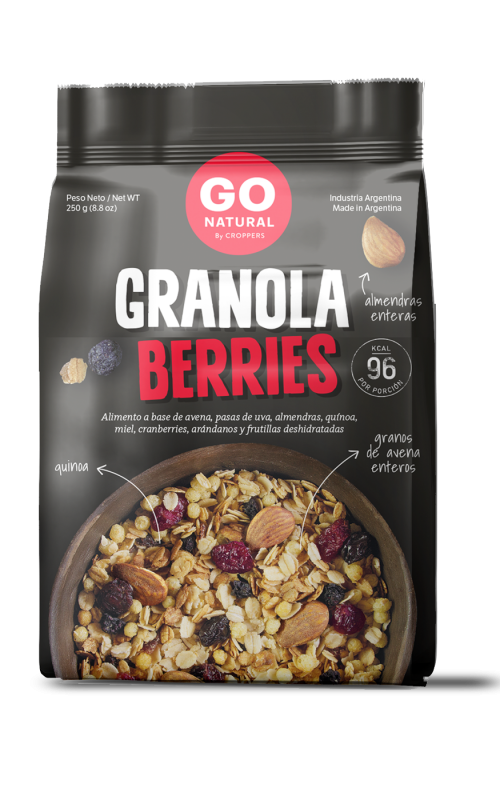 Peso Neto / Net WT
250 g (8.8 oz)
GO
NATURAL
By CROPPERS
Industria Argentina
Made in Argentina
almendras
enteras
GRANOLA
BERRIES
KCAL
96
POR PORCIÓN
Alimento a base de avena, pasas de uva, almendras, quínoa,
miel, cranberries, arándanos y frutillas deshidratadas
quinoa
granos
de avena
enteros